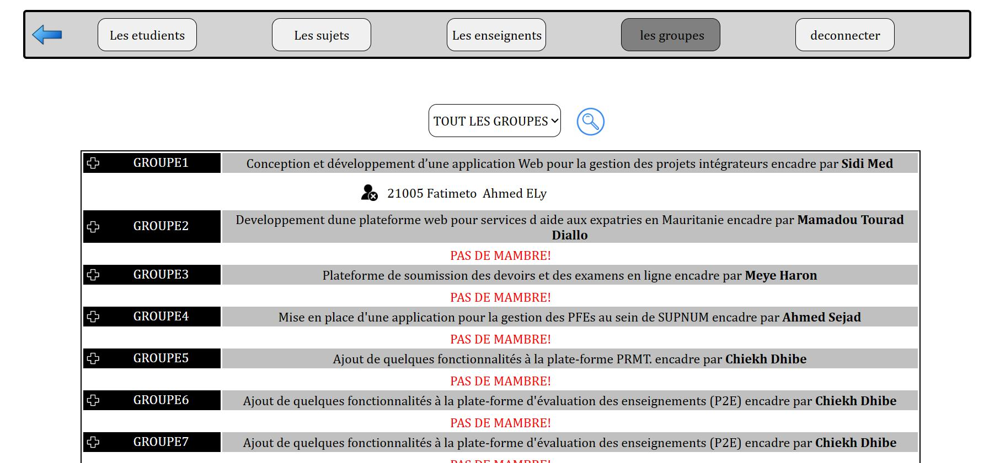 Les etudients
Les sujets
Les enseignents
les groupes
deconnecter
TOUT LES GROUPES
GROUPE1
Conception et développement d’une application Web pour la gestion des projets intégrateurs encadre par Sidi Med
21005 Fatimeto Ahmed ELy
GROUPE2
Developpement dune plateforme web pour services d aide aux expatries en Mauritanie encadre par Mamadou Tourad
Diallo
PAS DE MAMBRE!
GROUPE3
Plateforme de soumission des devoirs et des examens en ligne encadre par Meye Haron
PAS DE MAMBRE!
GROUPE4
Mise en place d'une application pour la gestion des PFEs au sein de SUPNUM encadre par Ahmed Sejad
PAS DE MAMBRE!
GROUPE5
Ajout de quelques fonctionnalités à la plate-forme PRMT. encadre par Chiekh Dhibe
PAS DE MAMBRE!
GROUPE6
Ajout de quelques fonctionnalités à la plate-forme d'évaluation des enseignements (P2E) encadre par Chiekh Dhibe
PAS DE MAMBRE!
GROUPE7
Ajout de quelques fonctionnalités à la plate-forme d'évaluation des enseignements (P2E) encadre par Chiekh Dhibe
PAS DE MAMBRE!